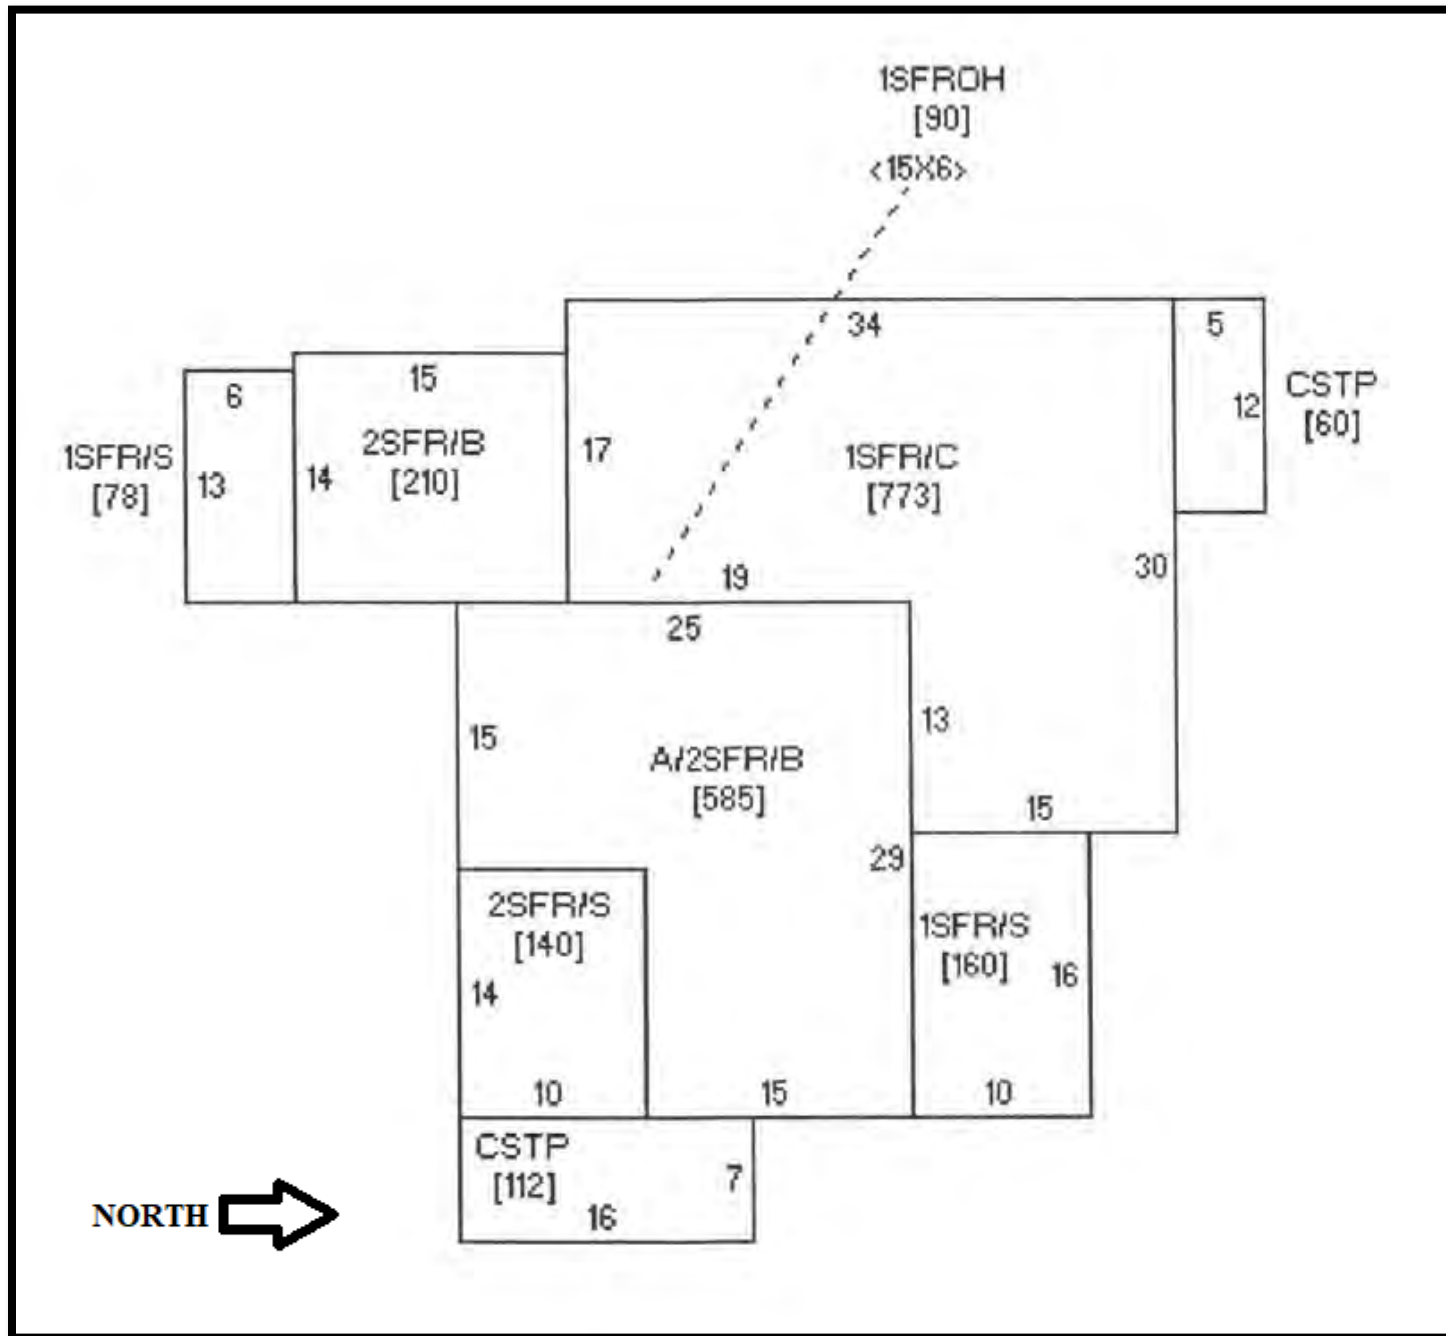 1SFROH
[90]
<15X6>
34
5
CSTP
[60]
12
6
15
1SFR/S
[78]
13
14
2SFR/B
[210]
17
1SFR/C
[773]
30
19
25
15
A/2SFR/B
[585]
13
15
29
2SFR/S
[140]
14
10
15
1SFR/S
[160]
16
10
CSTP
[112]
7
16
NORTH